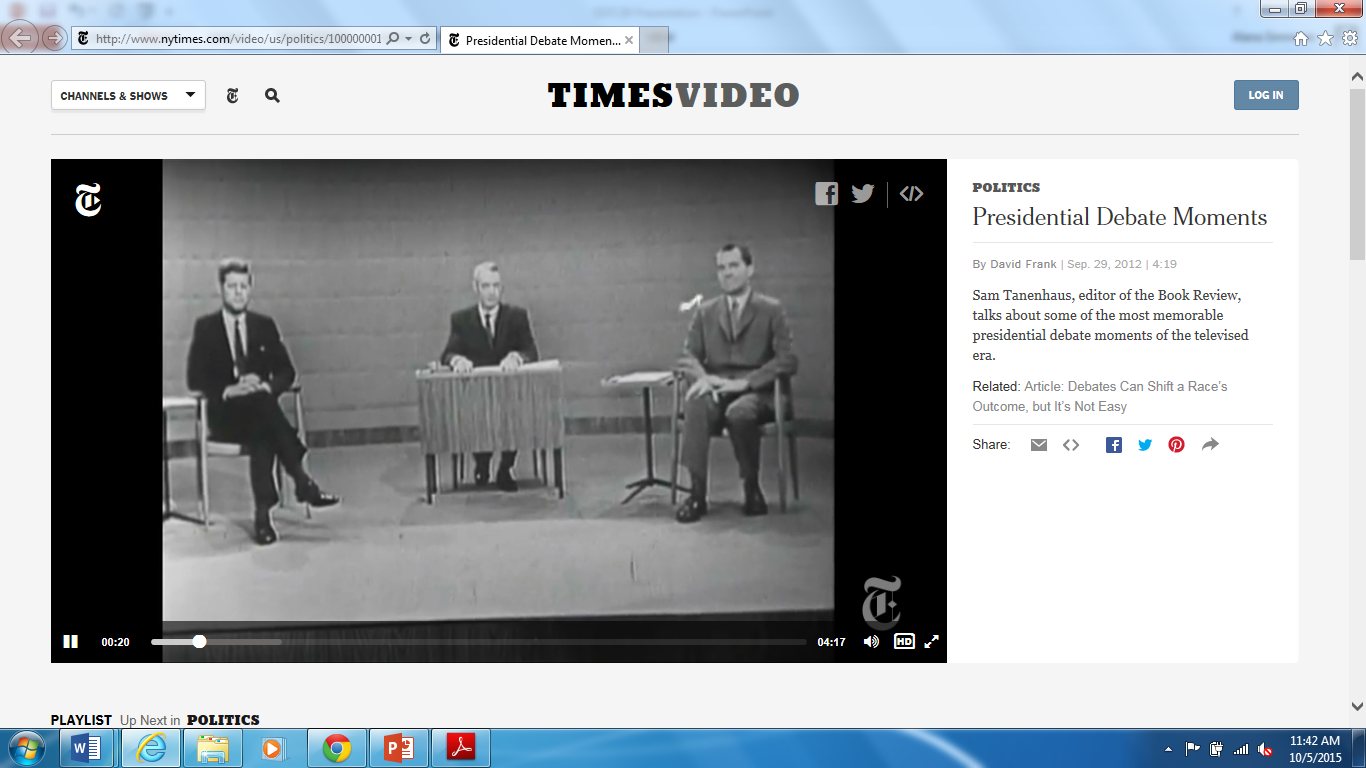 http://www.nytimes.com/video/us/politics/100000001
Presidential Debate Momen...
CHANNELS & SHOWS
TIMESVIDEO
LOG IN
POLITICS
Presidential Debate Moments
By David Frank | Sep. 29, 2012 | 4:19
Sam Tanenhaus, editor of the Book Review,
talks about some of the most memorable
presidential debate moments of the televised
era.
Related: Article: Debates Can Shift a Race's
Outcome, but It's Not Easy
Share:
00:20
04:17
HD
PLAYLIST Up Next in POLITICS
11:42 AM
10/5/2015